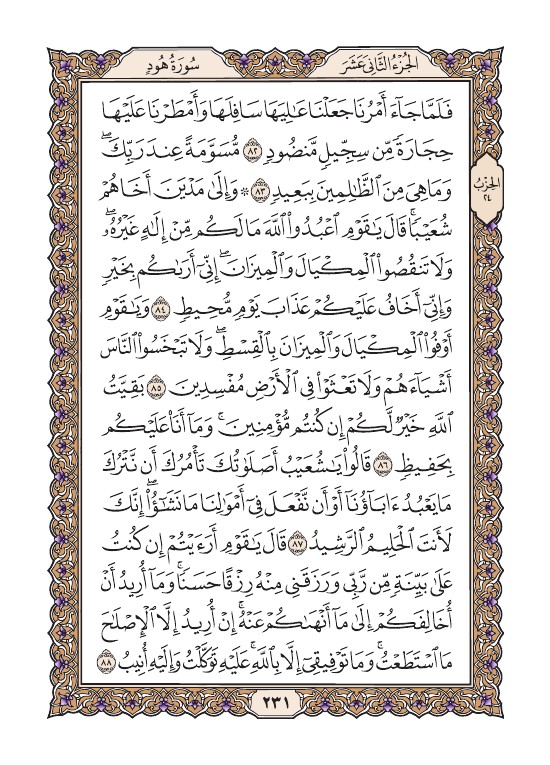 الجُزْءُ الثَّانِي عَشَرَ
سُورَةُ هُودٍ
فَلَمَّا جَآءَ أَمْرُنَا جَعَلْنَا عَٰلِيَهَا سَافِلَهَا وَأَمْطَرْنَا عَلَيْهَا
حِجَارَةً مِّن سِجِّيلٍ مَّنضُودٍ ٨٢ مُّسَوَّمَةً عِندَ رَبِّكَۖ
وَمَا هِيَ مِنَ ٱلظَّٰلِمِينَ بِبَعِيدٍ ٨٣ ۞ وَإِلَىٰ مَدْيَنَ أَخَاهُمْ
شُعَيْبًاۚ قَالَ يَٰقَوْمِ ٱعْبُدُوا۟ ٱللَّهَ مَا لَكُم مِّنْ إِلَٰهٍ غَيْرُهُۥۖ
وَلَا تَنقُصُوا۟ ٱلْمِكْيَالَ وَٱلْمِيزَانَۖ إِنِّيٓ أَرَىٰكُم بِخَيْرٍ
وَإِنِّيٓ أَخَافُ عَلَيْكُمْ عَذَابَ يَوْمٍ مُّحِيطٍ ٨٤ وَيَٰقَوْمِ
أَوْفُوا۟ ٱلْمِكْيَالَ وَٱلْمِيزَانَ بِٱلْقِسْطِۖ وَلَا تَبْخَسُوا۟ ٱلنَّاسَ
أَشْيَآءَهُمْ وَلَا تَعْثَوْا۟ فِي ٱلْأَرْضِ مُفْسِدِينَ ٨٥ بَقِيَّتُ
ٱللَّهِ خَيْرٌ لَّكُمْ إِن كُنتُم مُّؤْمِنِينَۚ وَمَآ أَنَا۠ عَلَيْكُم
بِحَفِيظٍ ٨٦ قَالُوا۟ يَٰشُعَيْبُ أَصَلَوٰتُكَ تَأْمُرُكَ أَن نَّتْرُكَ
مَا يَعْبُدُ ءَابَآؤُنَآ أَوْ أَن نَّفْعَلَ فِيٓ أَمْوَٰلِنَا مَا نَشَٰٓؤُا۟ۖ إِنَّكَ
لَأَنتَ ٱلْحَلِيمُ ٱلرَّشِيدُ ٨٧ قَالَ يَٰقَوْمِ أَرَءَيْتُمْ إِن كُنتُ
عَلَىٰ بَيِّنَةٍ مِّن رَّبِّي وَرَزَقَنِي مِنْهُ رِزْقًا حَسَنًاۚ وَمَآ أُرِيدُ أَنْ
أُخَالِفَكُمْ إِلَىٰ مَآ أَنْهَىٰكُمْ عَنْهُۚ إِنْ أُرِيدُ إِلَّا ٱلْإِصْلَٰحَ
مَا ٱسْتَطَعْتُۚ وَمَا تَوْفِيقِيٓ إِلَّا بِٱللَّهِۚ عَلَيْهِ تَوَكَّلْتُ وَإِلَيْهِ أُنِيبُ ٨٨
الحِزْبُ
٢٤
٢٣١